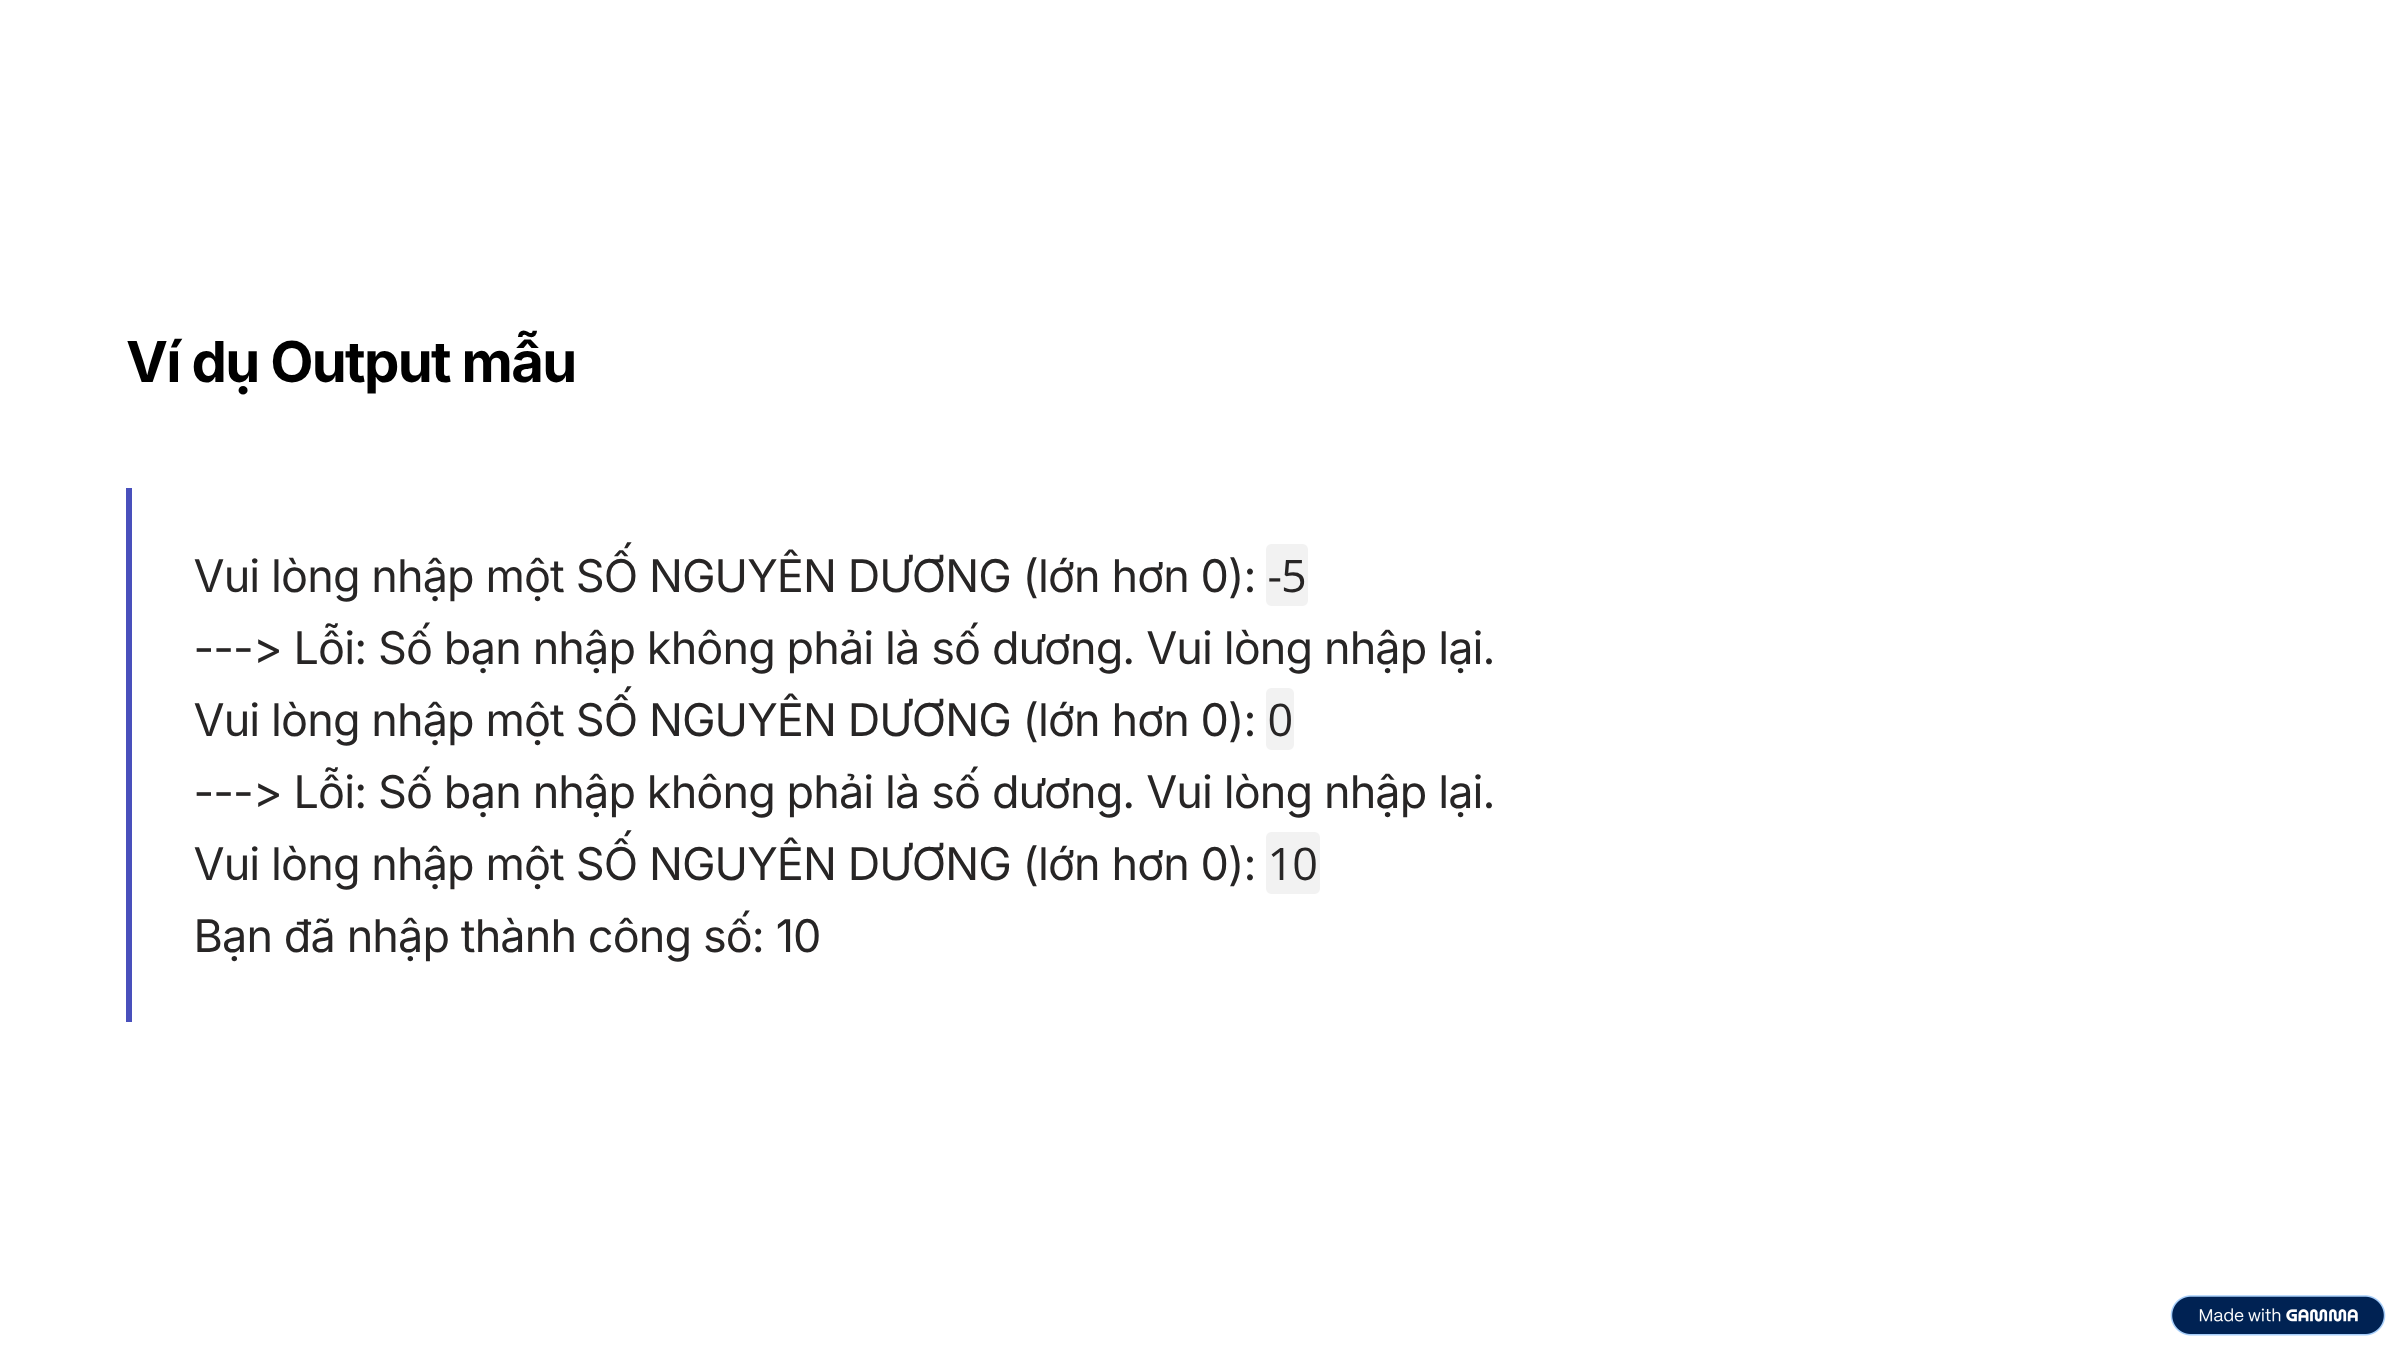 Ví dụ Output mẫu
Vui lòng nhập một SỐ NGUYÊN DƯƠNG (lớn hơn 0): -5
---> Lỗi: Số bạn nhập không phải là số dương. Vui lòng nhập lại.
Vui lòng nhập một SỐ NGUYÊN DƯƠNG (lớn hơn 0): 0
---> Lỗi: Số bạn nhập không phải là số dương. Vui lòng nhập lại.
Vui lòng nhập một SỐ NGUYÊN DƯƠNG (lớn hơn 0): 10
Bạn đã nhập thành công số: 10
Made with GAMMA